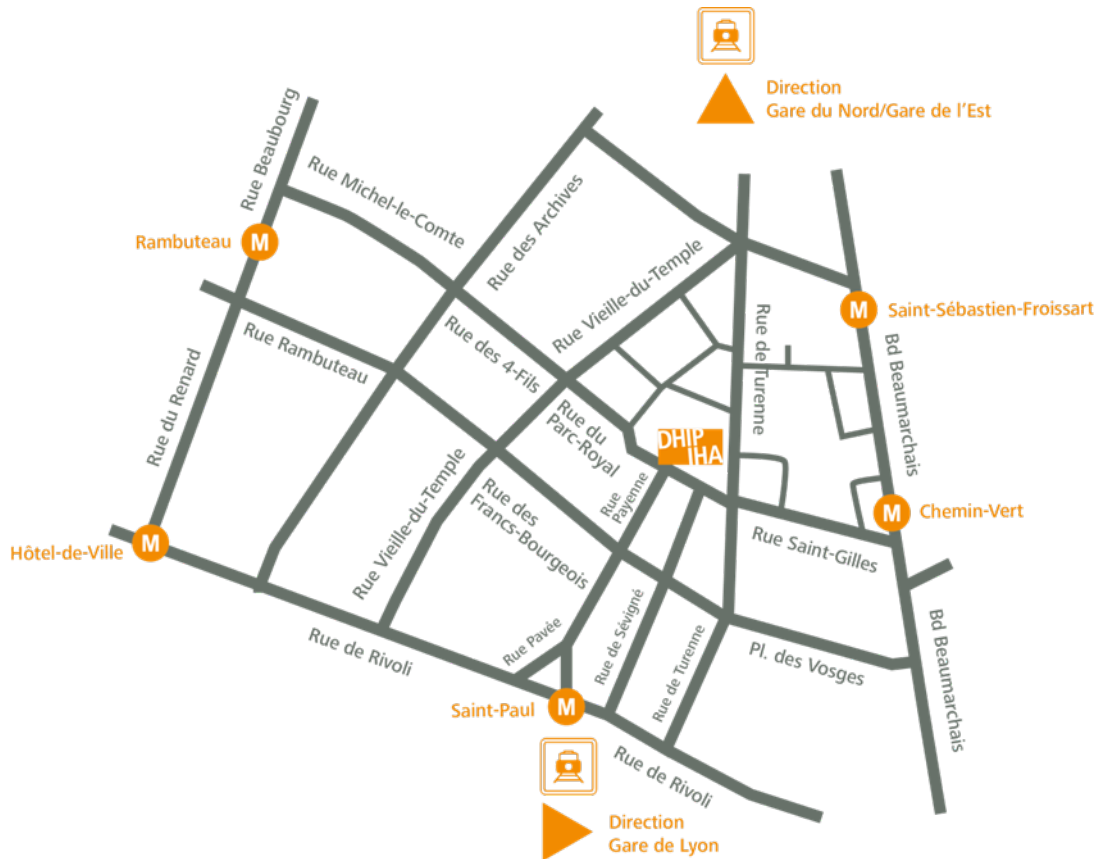 Direction
Gare du Nord/Gare de l'Est
Rue Beaubourg
Rue Michel-le-Comte
Rue des Archives
Rambuteau
M
Rue Vieille-du-Temple
M
Saint-Sébastien-Froissart
Rue Rambuteau
Rue des 4-Fils
Rue de Turenne
Bd Beaumarchais
Rue du Renard
Rue du
Parc-Royal
DHIP
IHA
Rue Vieille-du-Temple
Rue des
Francs-Bourgeois
Rue
Payenne
M
Chemin-Vert
Rue Saint-Gilles
Hôtel-de-Ville
M
Rue de Rivoli
Rue Pavée
Rue de Sévigné
Rue de Turenne
Pl. des Vosges
Bd Beaumarchais
Saint-Paul
M
Rue de Rivoli
Direction
Gare de Lyon